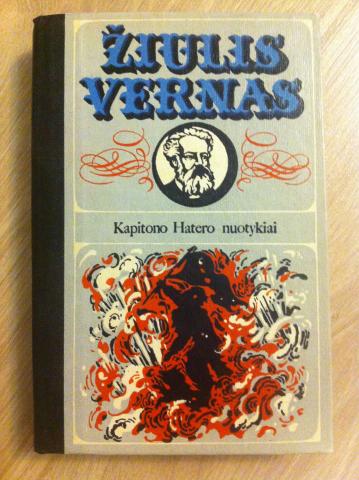 ŽIULIS
VERNAS
Kapitono Hatero nuotykiai